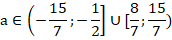 a ∈ (−15/7; −1/2] ∪ [8/7; 15/7)